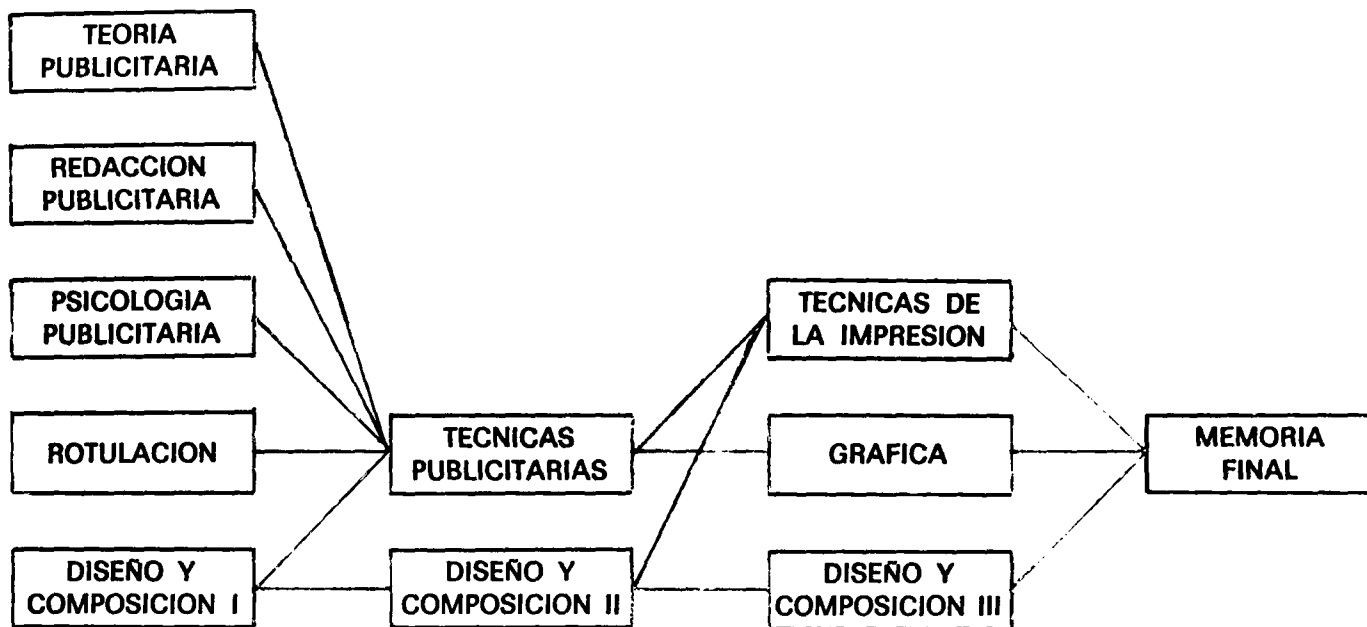 TEORIA
PUBLICITARIA
REDACCION
PUBLICITARIA
PSICOLOGIA
PUBLICITARIA
ROTULACION
DISEÑO Y
COMPOSICION I
TECNICAS
PUBLICITARIAS
DISEÑO Y
COMPOSICION II
TECNICAS DE
LA IMPRESION
GRAFICA
DISEÑO Y
COMPOSICION III
MEMORIA
FINAL